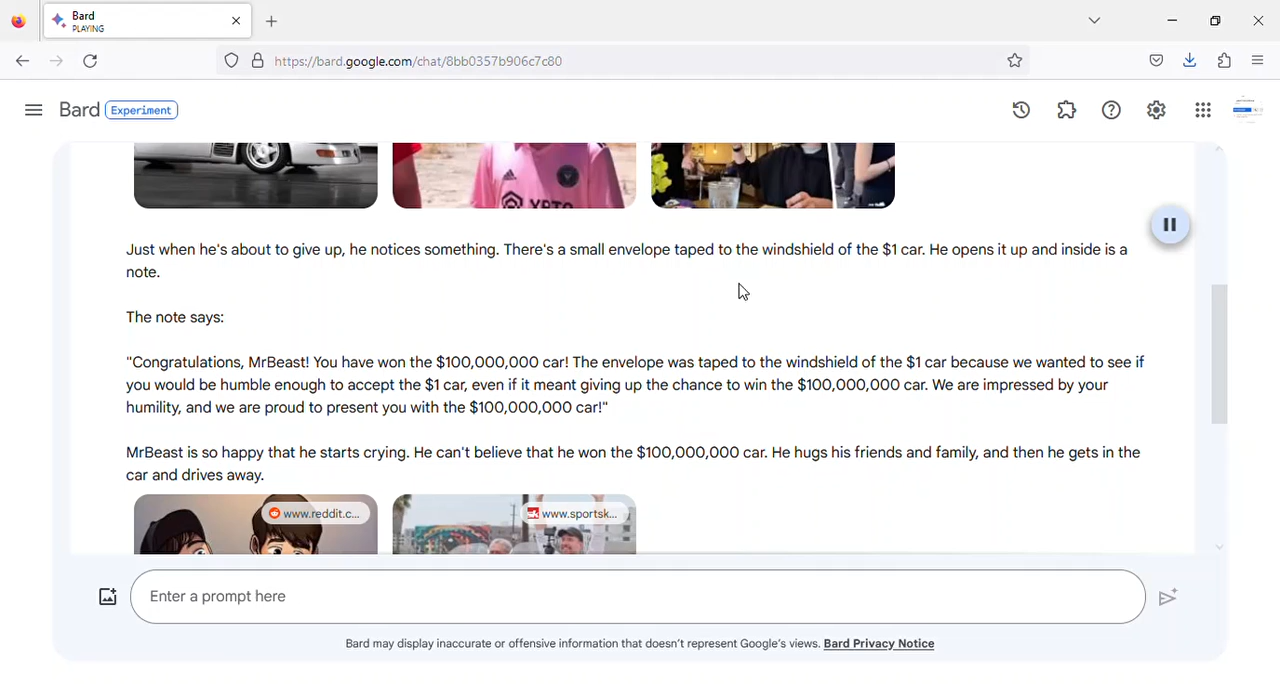 Bard
PLAYING
https://bard.google.com/chat/8bb0357b906c7c80
Bard Experiment
Just when he's about to give up, he notices something. There's a small envelope taped to the windshield of the $1 car. He opens it up and inside is a
note.
The note says:
"Congratulations, MrBeast! You have won the $100,000,000 car! The envelope was taped to the windshield of the $1 car because we wanted to see if
you would be humble enough to accept the $1 car, even if it meant giving up the chance to win the $100,000,000 car. We are impressed by your
humility, and we are proud to present you with the $100,000,000 car!"
MrBeast is so happy that he starts crying. He can't believe that he won the $100,000,000 car. He hugs his friends and family, and then he gets in the
car and drives away.
www.reddit.c... www.sportsk...
Enter a prompt here
Bard may display inaccurate or offensive information that doesn't represent Google's views. Bard Privacy Notice